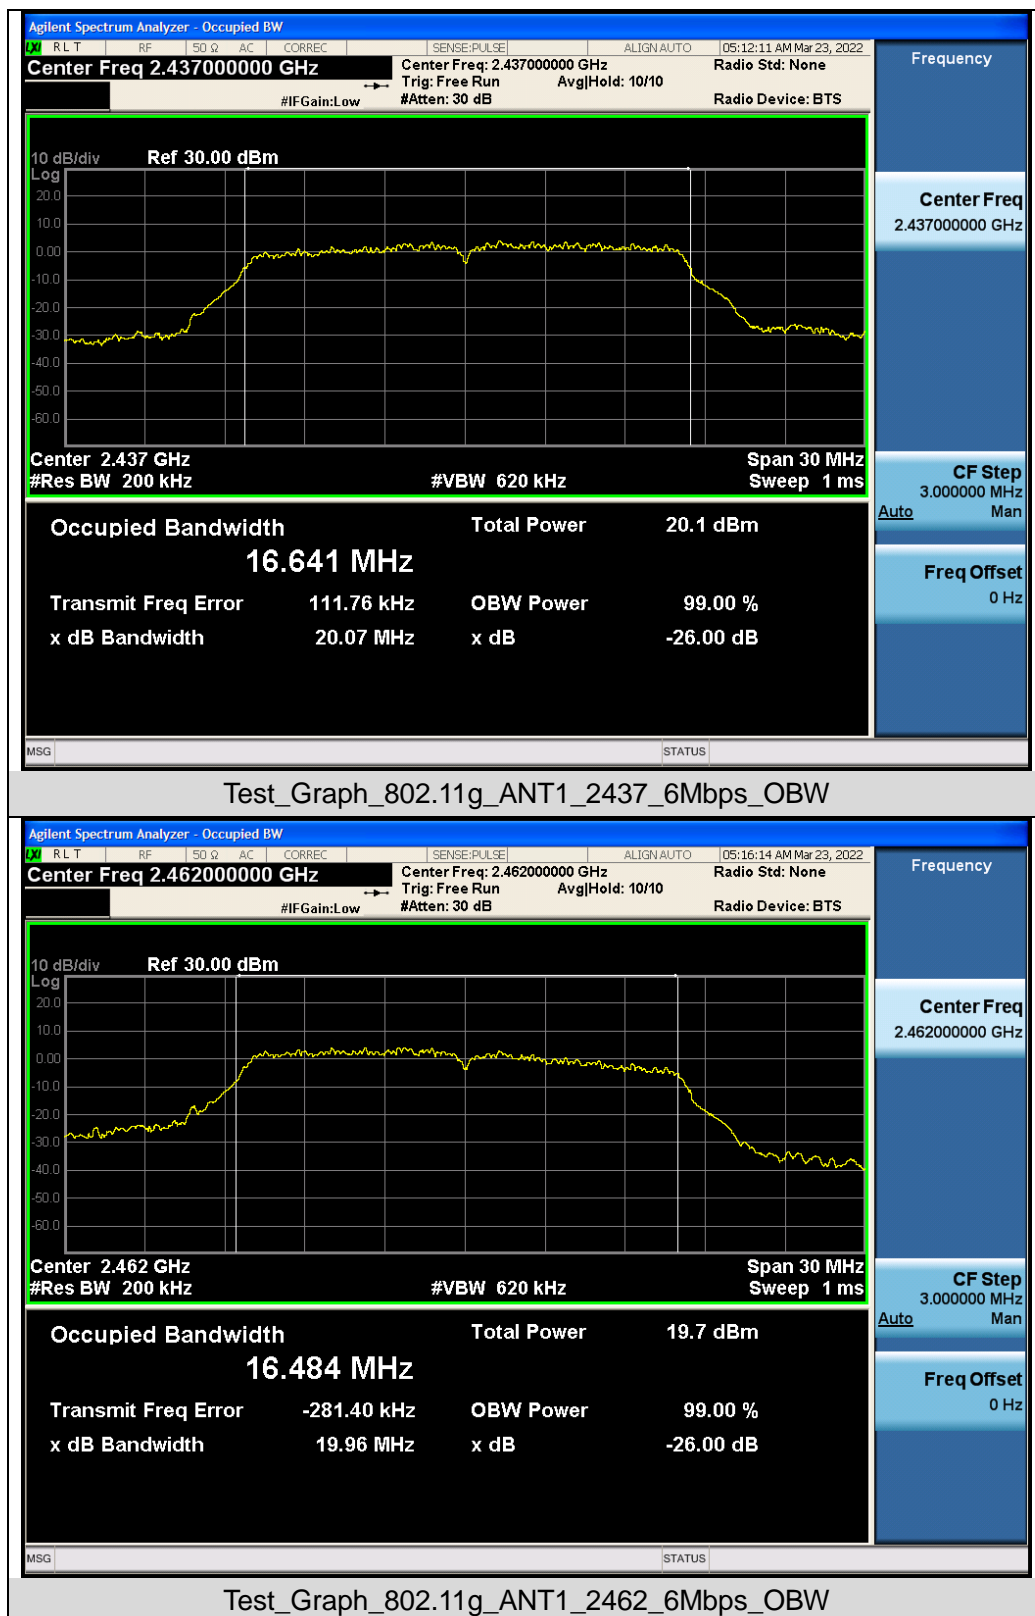 Agilent Spectrum Analyzer - Occupied BW
LXI RLT RF 50 Ω AC CORREC SENSE:PULSE ALIGN AUTO 05:12:11 AM Mar 23, 2022
Center Freq 2.437000000 GHz Center Freq: 2.437000000 GHz Radio Std: None Frequency
Trig: Free Run Avg|Hold: 10/10
#IFGain:Low #Atten: 30 dB Radio Device: BTS
10 dB/div Ref 30.00 dBm
Log
20.0
10.0
0.00
-10.0
-20.0
-30.0
-40.0
-50.0
-60.0
Center 2.437 GHz Span 30 MHz
#Res BW 200 kHz #VBW 620 kHz Sweep 1 ms
Center Freq
2.437000000 GHz
CF Step
3.000000 MHz
Auto Man
Freq Offset
0 Hz
Occupied Bandwidth Total Power 20.1 dBm
16.641 MHz
Transmit Freq Error 111.76 kHz OBW Power 99.00 %
x dB Bandwidth 20.07 MHz x dB -26.00 dB
MSG STATUS
Test_Graph_802.11g_ANT1_2437_6Mbps_OBW
Agilent Spectrum Analyzer - Occupied BW
LXI RLT RF 50 Ω AC CORREC SENSE:PULSE ALIGN AUTO 05:16:14 AM Mar 23, 2022
Center Freq 2.462000000 GHz Center Freq: 2.462000000 GHz Radio Std: None Frequency
Trig: Free Run Avg|Hold: 10/10
#IFGain:Low #Atten: 30 dB Radio Device: BTS
10 dB/div Ref 30.00 dBm
Log
20.0
10.0
0.00
-10.0
-20.0
-30.0
-40.0
-50.0
-60.0
Center 2.462 GHz Span 30 MHz
#Res BW 200 kHz #VBW 620 kHz Sweep 1 ms
Center Freq
2.462000000 GHz
CF Step
3.000000 MHz
Auto Man
Freq Offset
0 Hz
Occupied Bandwidth Total Power 19.7 dBm
16.484 MHz
Transmit Freq Error -281.40 kHz OBW Power 99.00 %
x dB Bandwidth 19.96 MHz x dB -26.00 dB
MSG STATUS
Test_Graph_802.11g_ANT1_2462_6Mbps_OBW